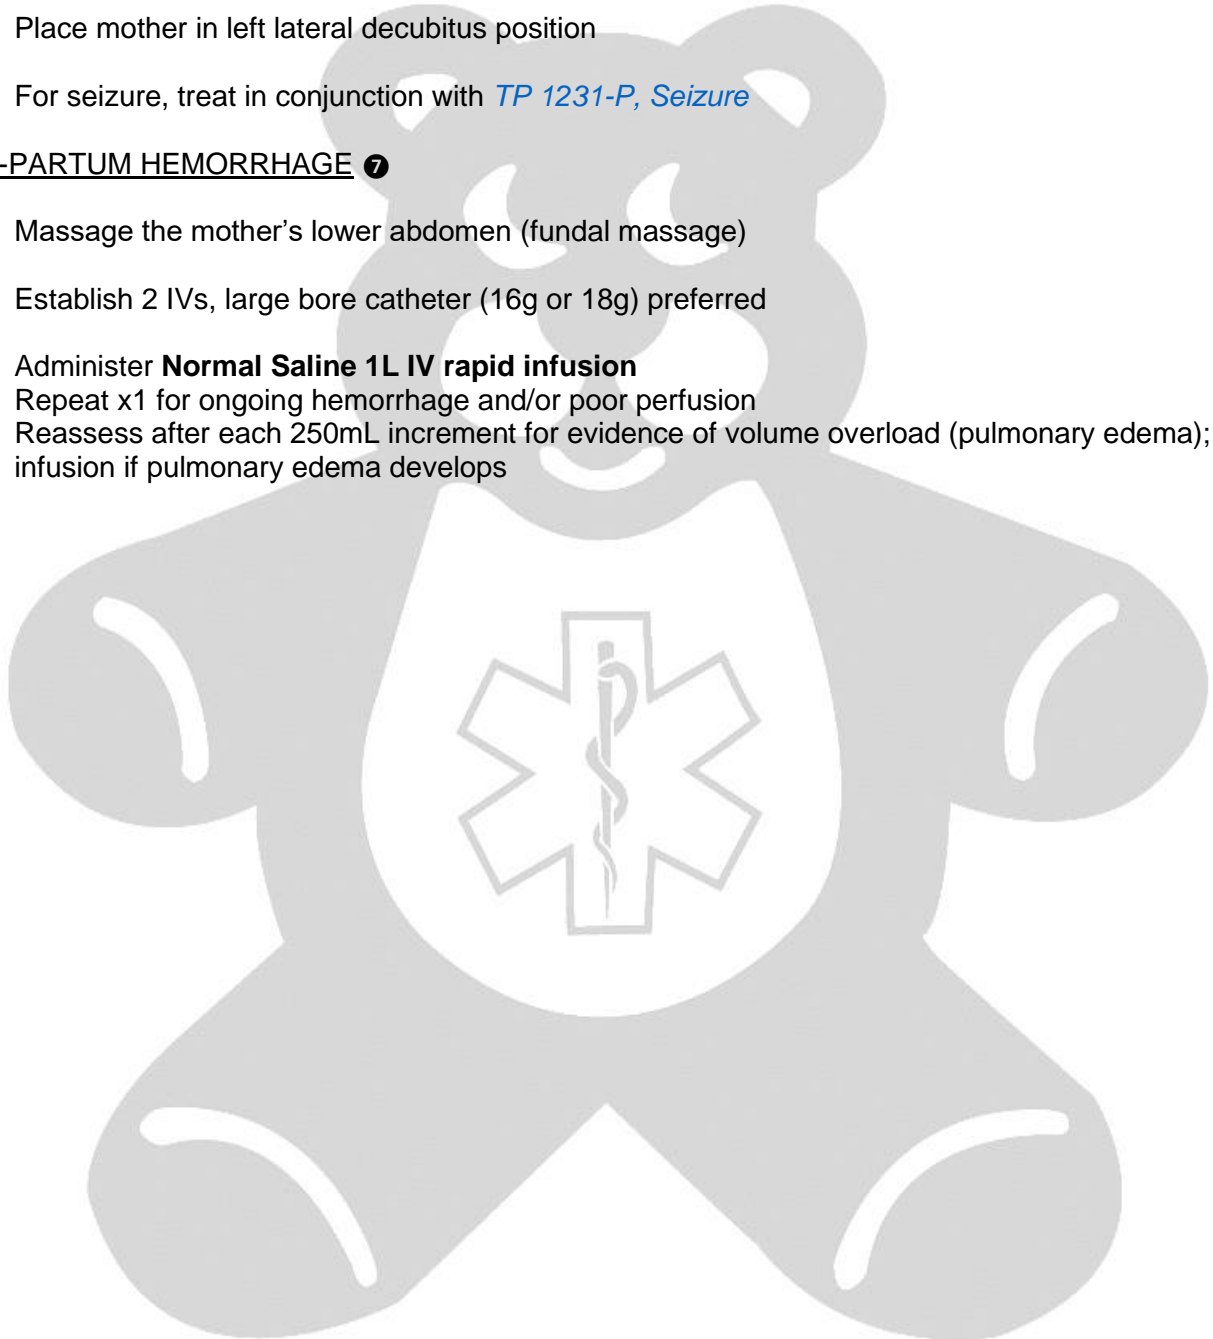 Place mother in left lateral decubitus position
For seizure, treat in conjunction with TP 1231-P, Seizure
-PARTUM HEMORRHAGE ❼
Massage the mother’s lower abdomen (fundal massage)
Establish 2 IVs, large bore catheter (16g or 18g) preferred
Administer Normal Saline 1L IV rapid infusion
Repeat x1 for ongoing hemorrhage and/or poor perfusion
Reassess after each 250mL increment for evidence of volume overload (pulmonary edema);
infusion if pulmonary edema develops